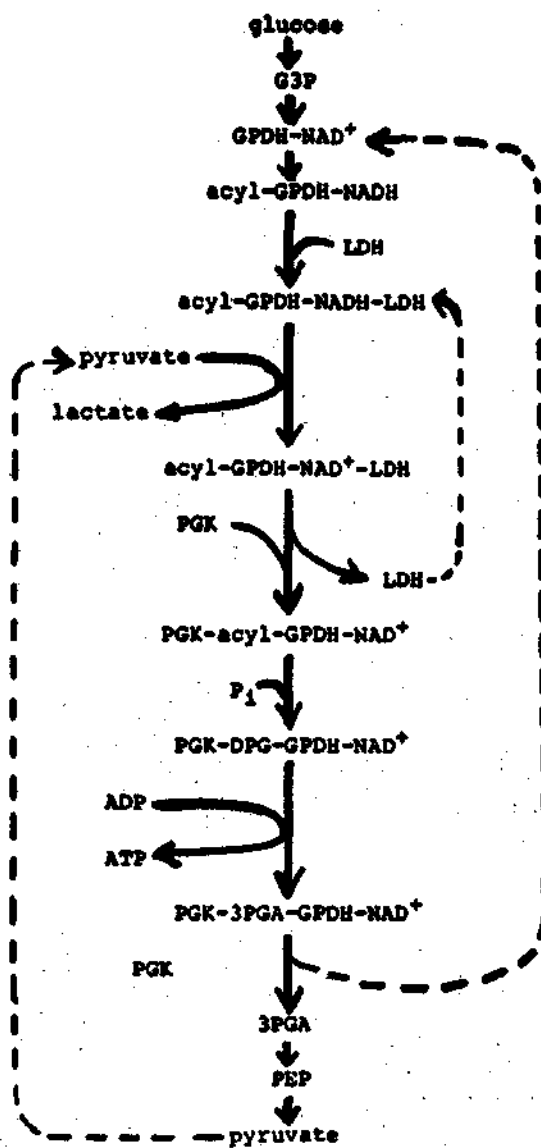 glucose
G3P
GPDH-NAD+
acyl-GPDH-NADH
LDH
acyl-GPDH-NADH-LDH
pyruvate
lactate
acyl-GPDH-NAD+-LDH
PGK
LDH
PGK-acyl-GPDH-NAD+
Pi
PGK-DPG-GPDH-NAD+
ADP
ATP
PGK-3PGA-GPDH-NAD+
PGK
3PGA
PEP
pyruvate